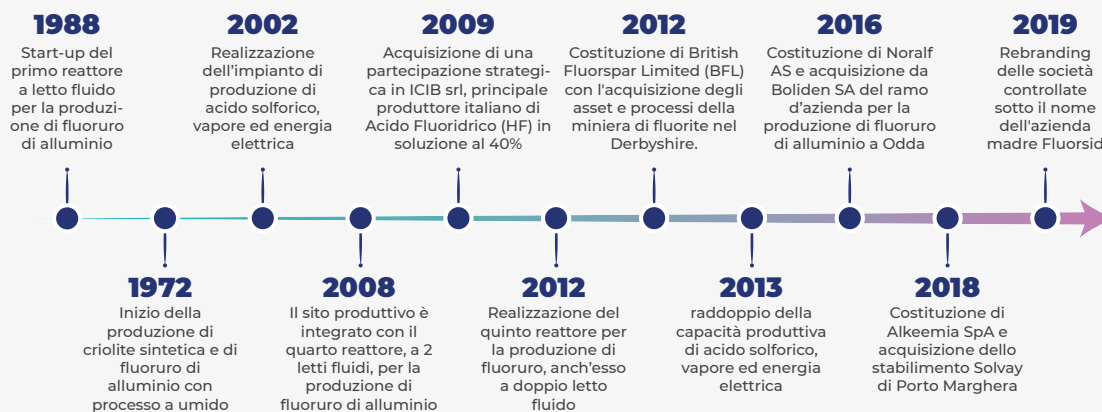 1988
Start-up del
primo reattore
a letto fluido
per la produzi-
one di fluoruro
di alluminio
2002
Realizzazione
dell'impianto di
produzione di
acido solforico,
vapore ed energia
elettrica
2009
Acquisizione di una
partecipazione strategi-
ca in ICIB srl, principale
produttore italiano di
Acido Fluoridrico (HF) in
soluzione al 40%
2012
Costituzione di British
Fluorspar Limited (BFL)
con l'acquisizione degli
asset e processi della
miniera di fluorite nel
Derbyshire.
2016
Costituzione di Noralf
AS e acquisizione da
Boliden SA del ramo
d'azienda per la
produzione di fluoruro
di alluminio a Odda
2019
Rebranding
delle società
controllate
sotto il nome
dell'azienda
madre Fluorsid
1972
Inizio della
produzione di
criolite sintetica e di
fluoruro di
alluminio con
processo a umido
2008
Il sito produttivo è
integrato con il
quarto reattore, a 2
letti fluidi, per la
produzione di
fluoruro di alluminio
2012
Realizzazione del
quinto reattore per
la produzione di
fluoruro, anch'esso
a doppio letto
fluido
2013
raddoppio della
capacità produttiva
di acido solforico,
vapore ed energia
elettrica
2018
Costituzione di
Alkeemia SpA e
acquisizione dello
stabilimento Solvay
di Porto Marghera